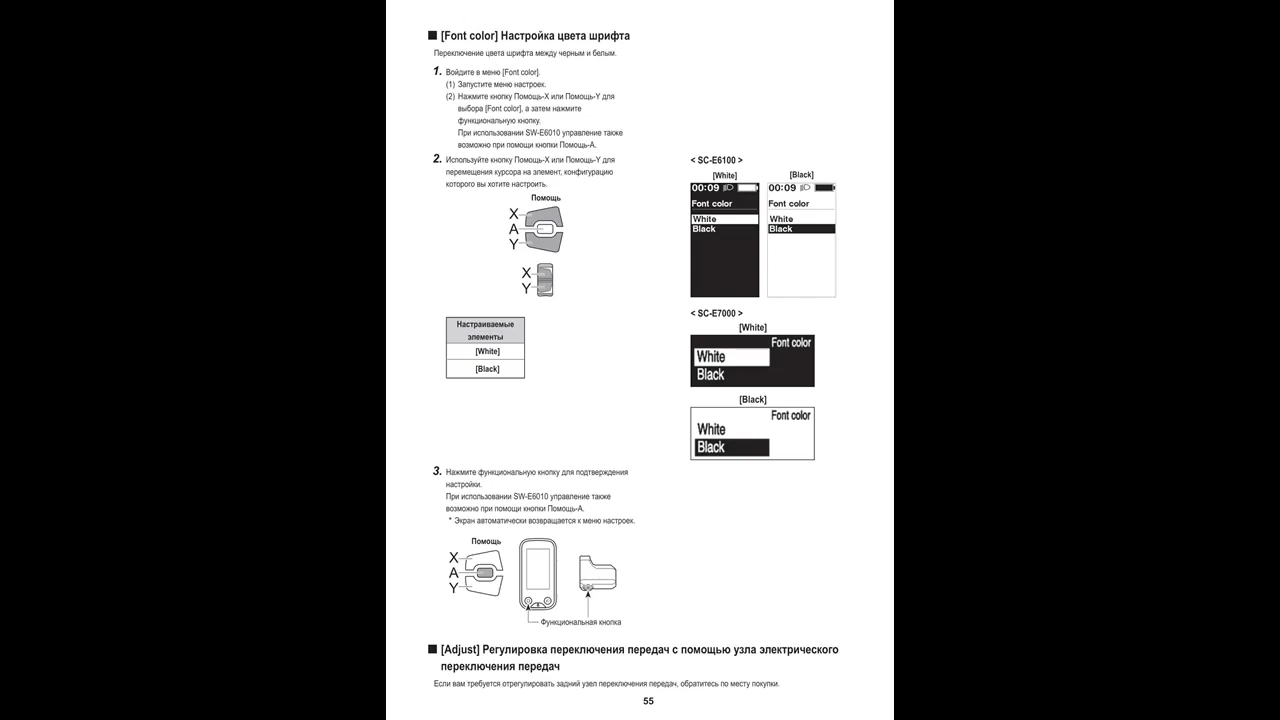 [Font color] Настройка цвета шрифта
Переключение цвета шрифта между черным и белым.
1. Войдите в меню [Font color].
(1) Запустите меню настроек.
(2) Нажмите кнопку Помощь-X или Помощь-Y для
выбора [Font color], а затем нажмите
функциональную кнопку.
При использовании SW-E6010 управление также
возможно при помощи кнопки Помощь-A.
2. Используйте кнопку Помощь-X или Помощь-Y для
перемещения курсора на элемент, конфигурацию
которого вы хотите настроить.
Помощь
X
A
Y
X
Y
Настраиваемые
элементы
[White]
[Black]
< SC-E6100 >
[White]
00:09
Font color
White
Black
[Black]
00:09
Font color
White
Black
< SC-E7000 >
[White]
Font color
White
Black
[Black]
Font color
White
Black
3. Нажмите функциональную кнопку для подтверждения
настройки.
При использовании SW-E6010 управление также
возможно при помощи кнопки Помощь-A.
* Экран автоматически возвращается к меню настроек.
Помощь
X
A
Y
Функциональная кнопка
[Adjust] Регулировка переключения передач с помощью узла электрического
переключения передач
Если вам требуется отрегулировать задний узел переключения передач, обратитесь по месту покупки.
55